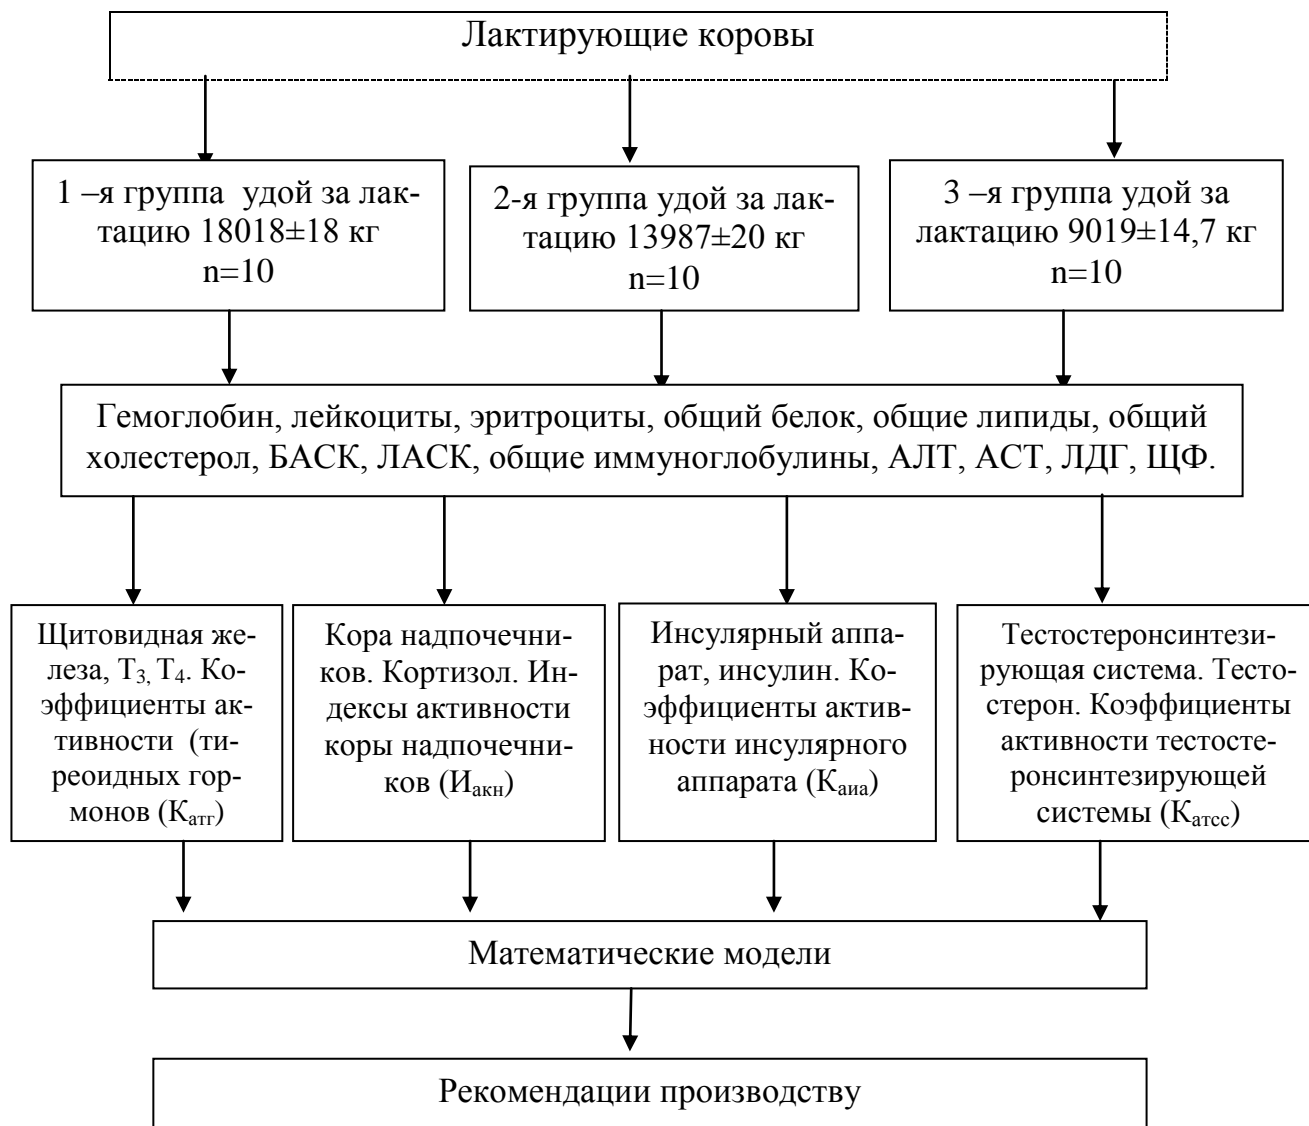 Лактирующие коровы
1 –я группа удой за лак-
тацию 18018±18 кг
n=10
2-я группа удой за лак-
тацию 13987±20 кг
n=10
3 –я группа удой за
лактацию 9019±14,7 кг
n=10
Гемоглобин, лейкоциты, эритроциты, общий белок, общие липиды, общий
холестерол, БАСК, ЛАСК, общие иммуноглобулины, АЛТ, АСТ, ЛДГ, ЩФ.
Щитовидная же-
леза, Т3, Т4. Ко-
эффициенты ак-
тивности (ти-
реоидных гор-
монов (Катг)
Кора надпочечни-
ков. Кортизол. Ин-
дексы активности
коры надпочечни-
ков (Иакн)
Инсулярный аппа-
рат, инсулин. Ко-
эффициенты актив-
ности инсулярного
аппарата (Каиа)
Тестостеронсинтези-
рующая система. Тесто-
стерон. Коэффициенты
активности тестосте-
ронсинтезирующей
системы (Катсс)
Математические модели
Рекомендации производству